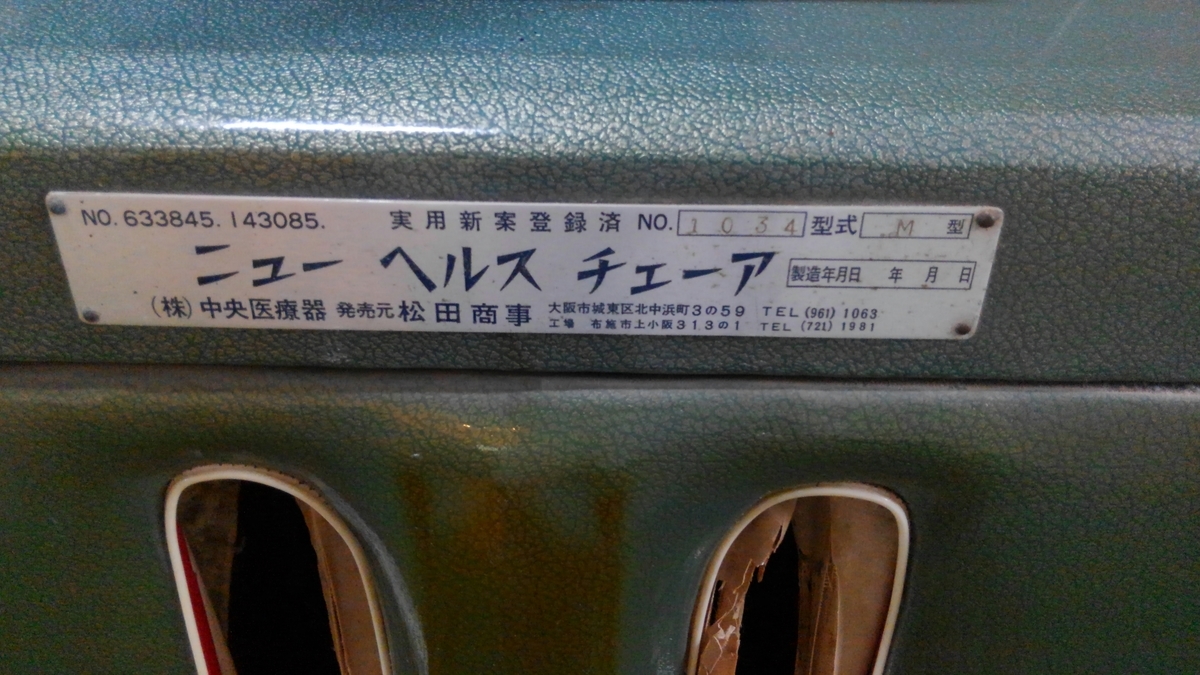 NO. 633845. 143085. 実用新案登録済 NO. 1034 型式 M 型
ニュー ヘルス チェーア
製造年月日 年 月 日
(株) 中央医療器 発売元 松田商事 大阪市城東区北中浜町3の59 TEL (961) 1063
工場 布施市上小阪313の1 TEL (721) 1981